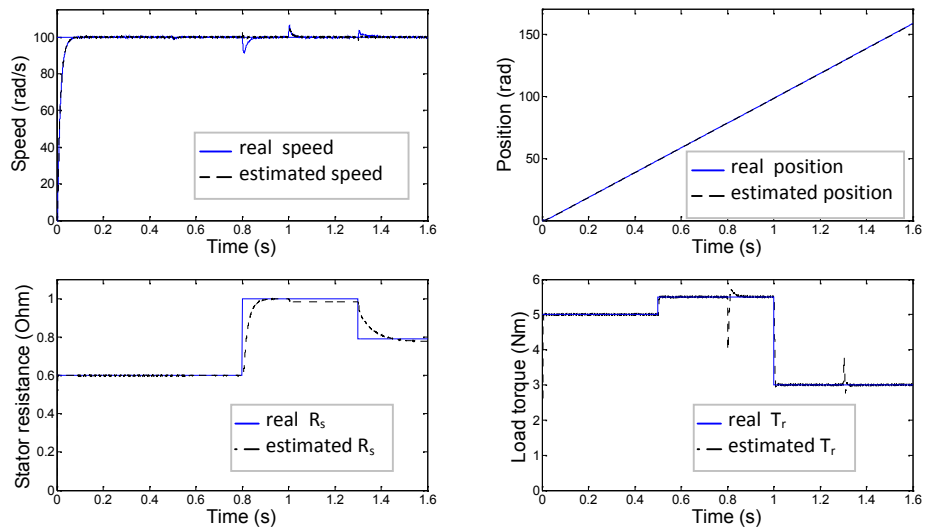 100
80
60
40
20
0
Speed (rad/s)
real speed
estimated speed
0 0.2 0.4 0.6 0.8 1 1.2 1.4 1.6
Time (s)
150
100
50
0
Position (rad)
real position
estimated position
0 0.2 0.4 0.6 0.8 1 1.2 1.4 1.6
Time (s)
1
0.8
0.6
0.4
0.2
0
Stator resistance (Ohm)
real Rs
estimated Rs
0 0.2 0.4 0.6 0.8 1 1.2 1.4 1.6
Time (s)
6
5
4
3
2
1
0
Load torque (Nm)
real Tr
estimated Tr
0 0.2 0.4 0.6 0.8 1 1.2 1.4 1.6
Time (s)